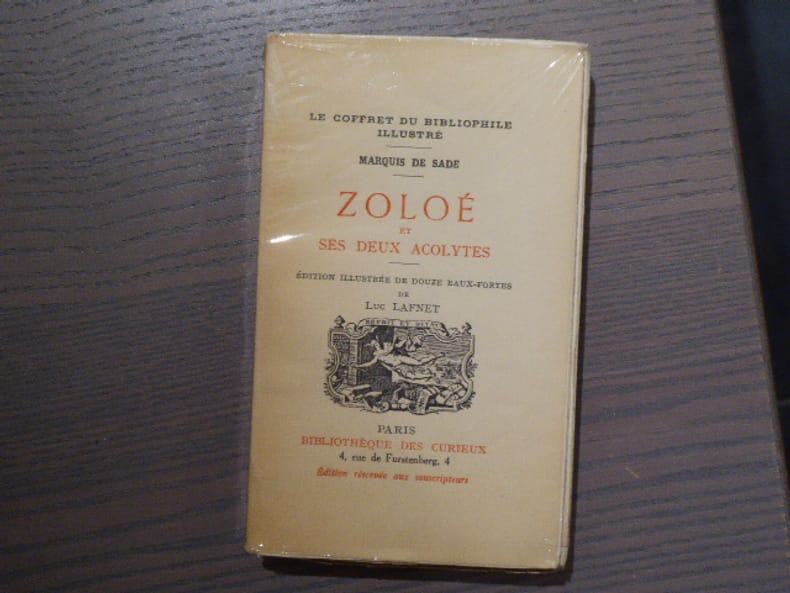 LE COFFRET DU BIBLIOPHILE
ILLUSTRÉ
MARQUIS DE SADE
ZOLOÉ
ET
SES DEUX ACOLYTES
ÉDITION ILLUSTRÉE DE DOUZE EAUX-FORTES
DE
LUC LAFNET
PARIS
BIBLIOTHÈQUE DES CURIEUX
4, rue de Furstenberg, 4
Édition réservée aux souscripteurs